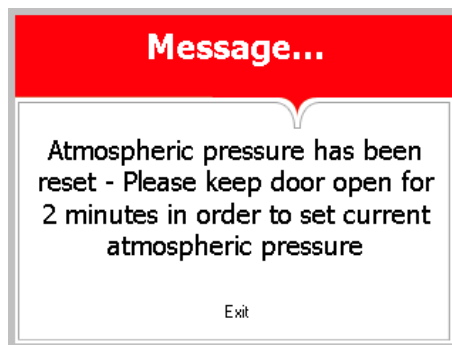 Message...
Atmospheric pressure has been
reset - Please keep door open for
2 minutes in order to set current
atmospheric pressure
Exit